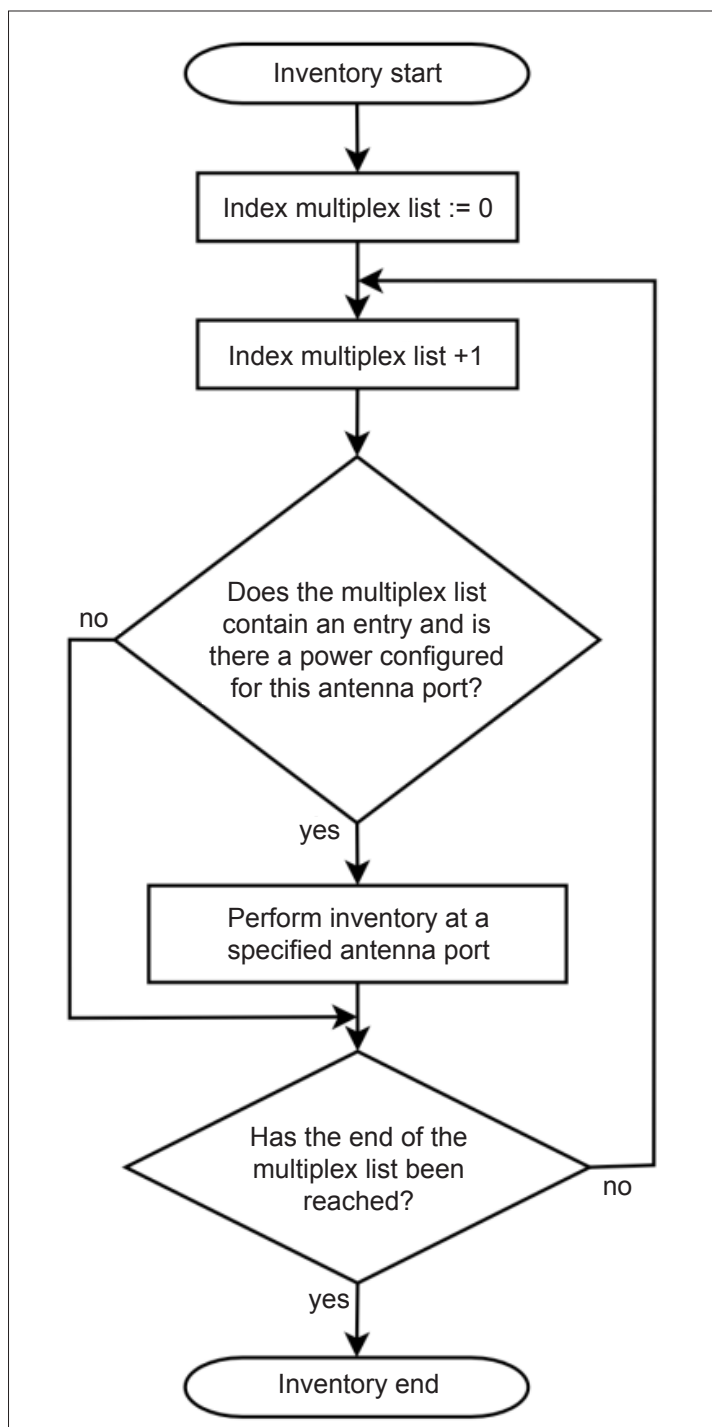 Inventory start
Index multiplex list := 0
Index multiplex list +1
Does the multiplex list
contain an entry and is
there a power configured
for this antenna port?
no
yes
Perform inventory at a
specified antenna port
Has the end of the
multiplex list been
reached?
no
yes
Inventory end